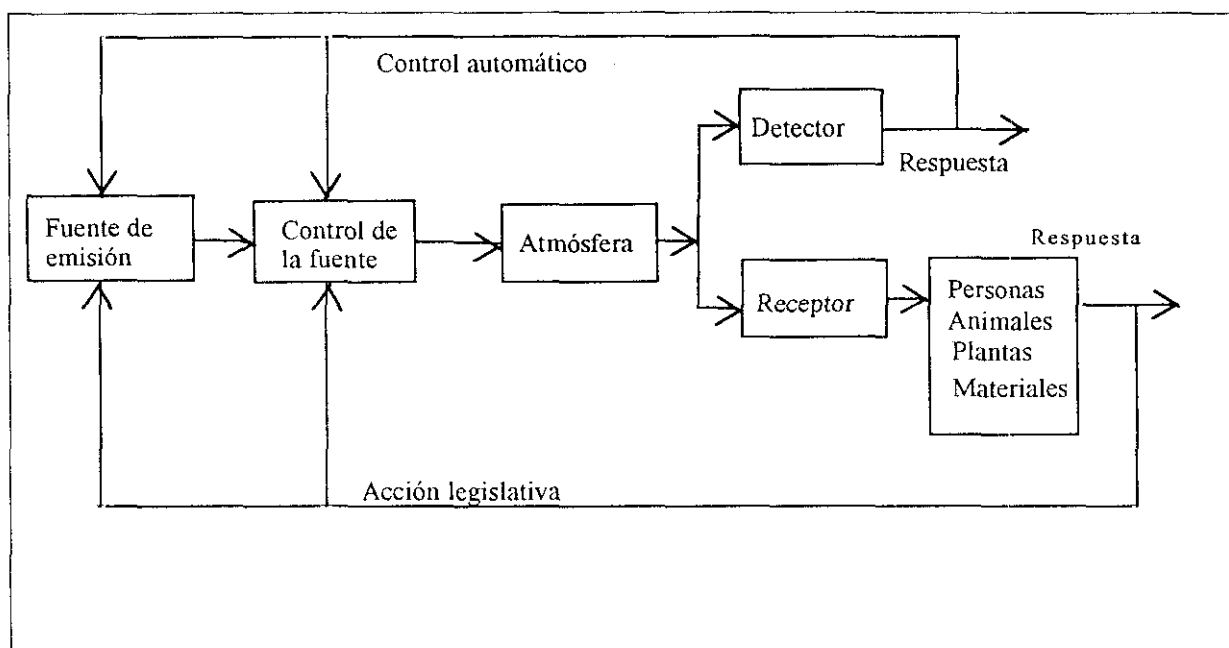 Control automático
Detector
Respuesta
Fuente de
emisión
Control de
la fuente
Atmósfera
Respuesta
Receptor
Personas
Animales
Plantas
Materiales
Acción legislativa